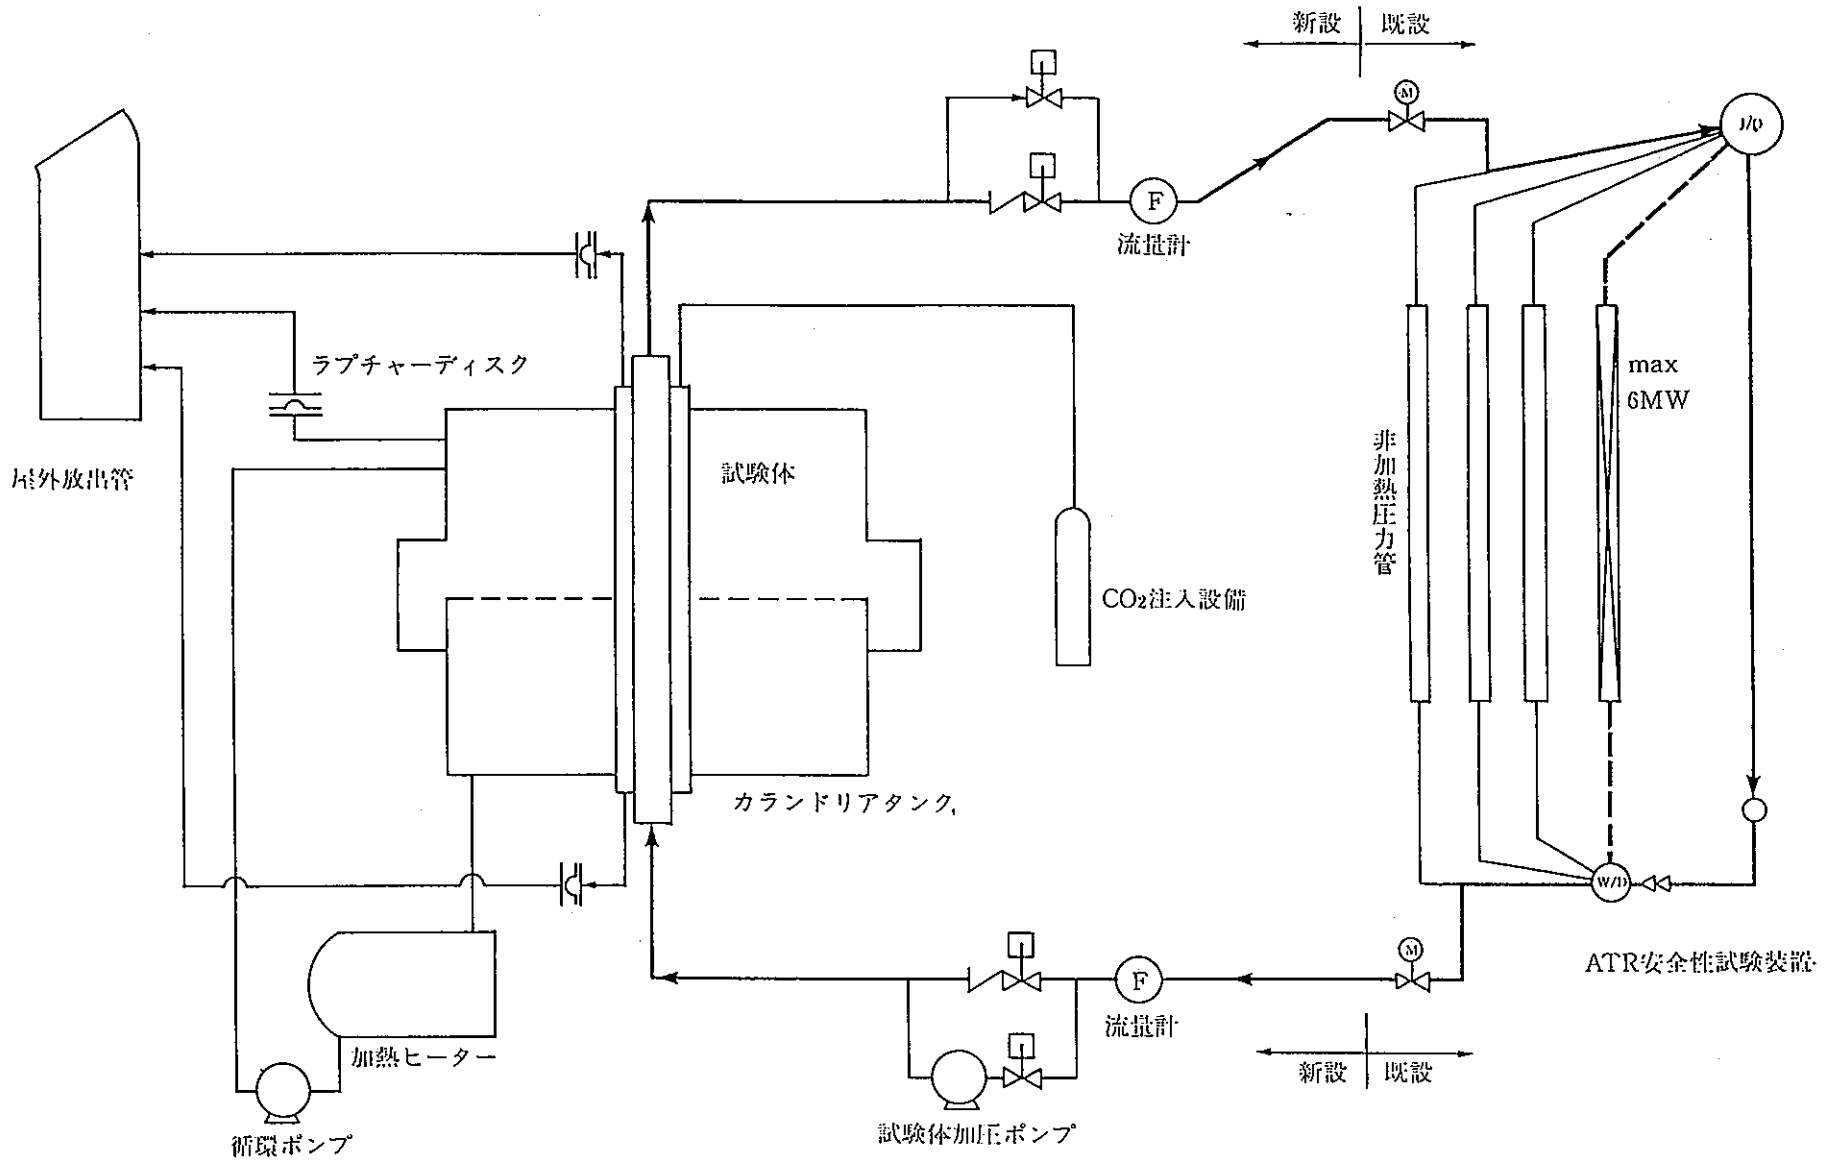 新設
既設
M
F
流量計
ラプチャーディスク
max
6MW
屋外放出管
試験体
非加熱圧力管
CO₂注入設備
カランドリアタンク
W/D
M
F
流量計
ATR安全性試験装置
加熱ヒーター
新設
既設
循環ポンプ
試験体加圧ポンプ